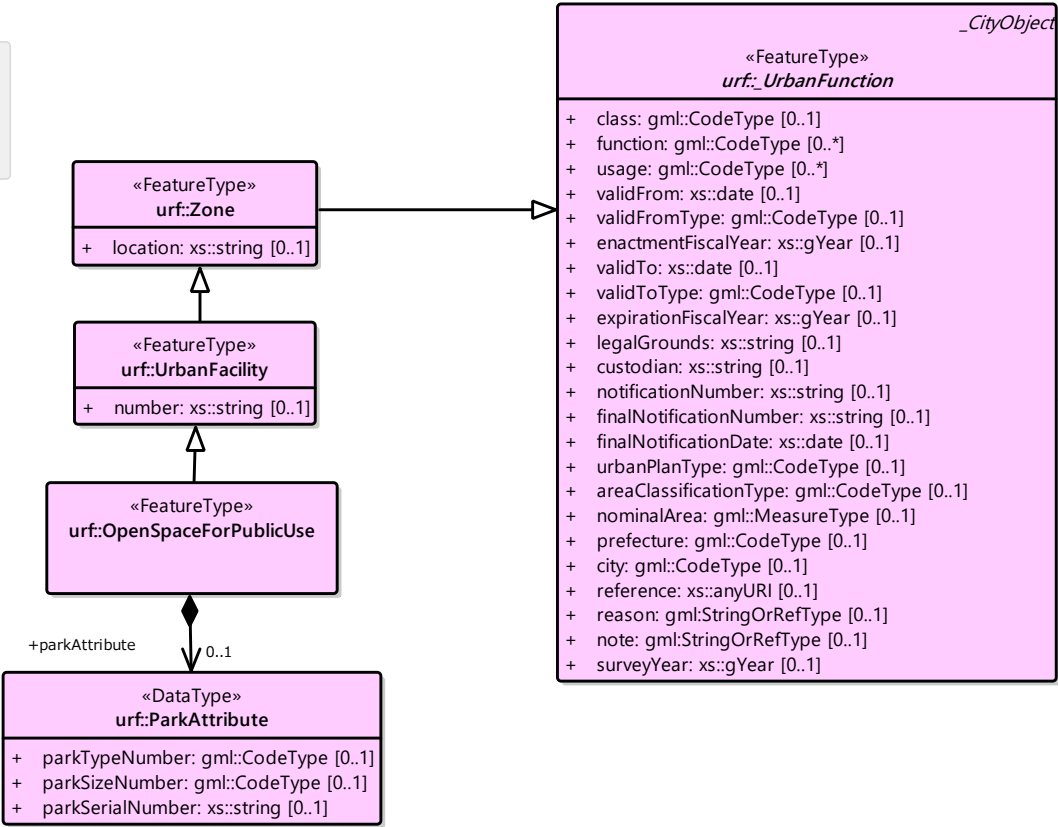 _CityObject
«FeatureType»
urf::_UrbanFunction
+ class: gml::CodeType [0..1]
+ function: gml::CodeType [0..*]
+ usage: gml::CodeType [0..*]
+ validFrom: xs::date [0..1]
+ validFromType: gml::CodeType [0..1]
+ enactmentFiscalYear: xs::gYear [0..1]
+ validTo: xs::date [0..1]
+ validToType: gml::CodeType [0..1]
+ expirationFiscalYear: xs::gYear [0..1]
+ legalGrounds: xs::string [0..1]
+ custodian: xs::string [0..1]
+ notificationNumber: xs::string [0..1]
+ finalNotificationNumber: xs::string [0..1]
+ finalNotificationDate: xs::date [0..1]
+ urbanPlanType: gml::CodeType [0..1]
+ areaClassificationType: gml::CodeType [0..1]
+ nominalArea: gml::MeasureType [0..1]
+ prefecture: gml::CodeType [0..1]
+ city: gml::CodeType [0..1]
+ reference: xs::anyURI [0..1]
+ reason: gml:StringOrRefType [0..1]
+ note: gml:StringOrRefType [0..1]
+ surveyYear: xs::gYear [0..1]
«FeatureType»
urf::Zone
+ location: xs::string [0..1]
«FeatureType»
urf::UrbanFacility
+ number: xs::string [0..1]
«FeatureType»
urf::OpenSpaceForPublicUse
+parkAttribute
0..1
«DataType»
urf::ParkAttribute
+ parkTypeNumber: gml::CodeType [0..1]
+ parkSizeNumber: gml::CodeType [0..1]
+ parkSerialNumber: xs::string [0..1]